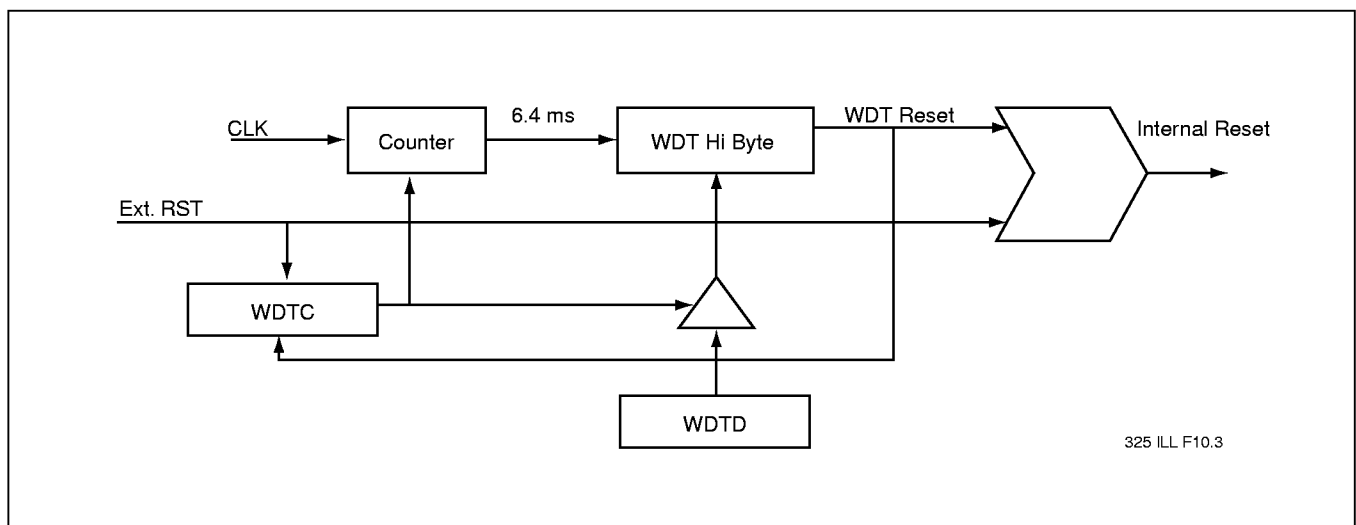 CLK
Counter
6.4 ms
WDT Hi Byte
WDT Reset
Internal Reset
Ext. RST
WDTC
WDTD
325 ILL F10.3